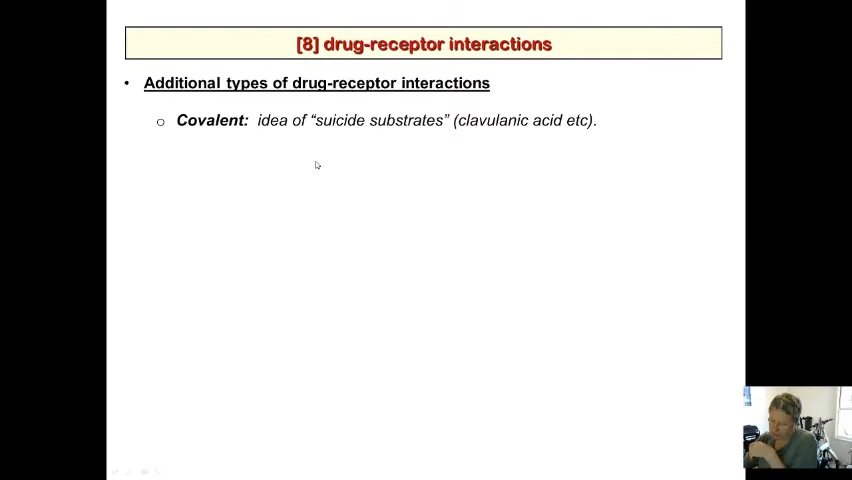 [8] drug-receptor interactions
• Additional types of drug-receptor interactions
o Covalent: idea of “suicide substrates” (clavulanic acid etc).